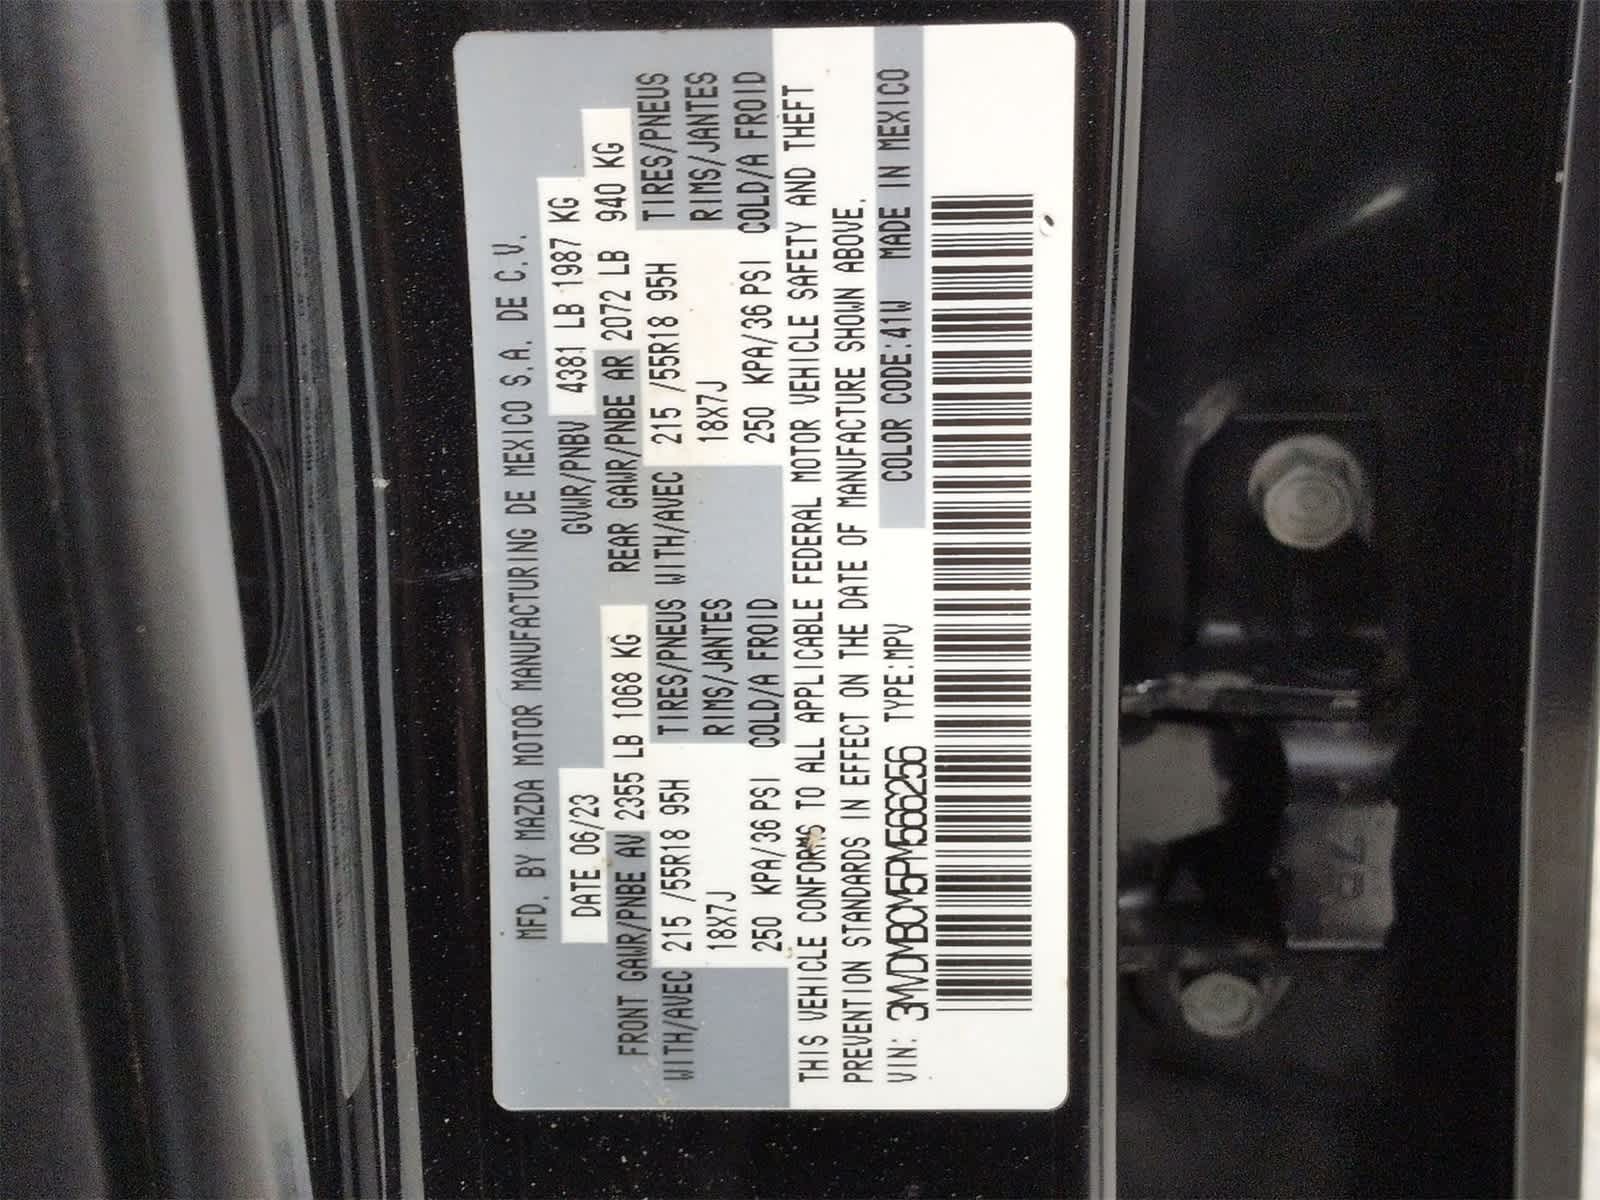 MFD. BY MAZDA MOTOR MANUFACTURING DE MEXICO S.A. DE C.V.
DATE 06/23 GVWR/PNBV 4381 LB 1987 KG
FRONT GAWR/PNBE AV 2355 LB 1068 KG REAR GAWR/PNBE AR 2072 LB 940 KG
WITH/AVEC 215 /55R18 95H TIRES/PNEUS WITH/AVEC 215 /55R18 95H TIRES/PNEUS
18X7J RIMS/JANTES 18X7J RIMS/JANTES
250 KPA/36 PSI COLD/A FROID 250 KPA/36 PSI COLD/A FROID
THIS VEHICLE CONFORMS TO ALL APPLICABLE FEDERAL MOTOR VEHICLE SAFETY AND THEFT
PREVENTION STANDARDS IN EFFECT ON THE DATE OF MANUFACTURE SHOWN ABOVE.
VIN: 3MVDMBCM5PM566256 TYPE:MPV COLOR CODE:41W MADE IN MEXICO